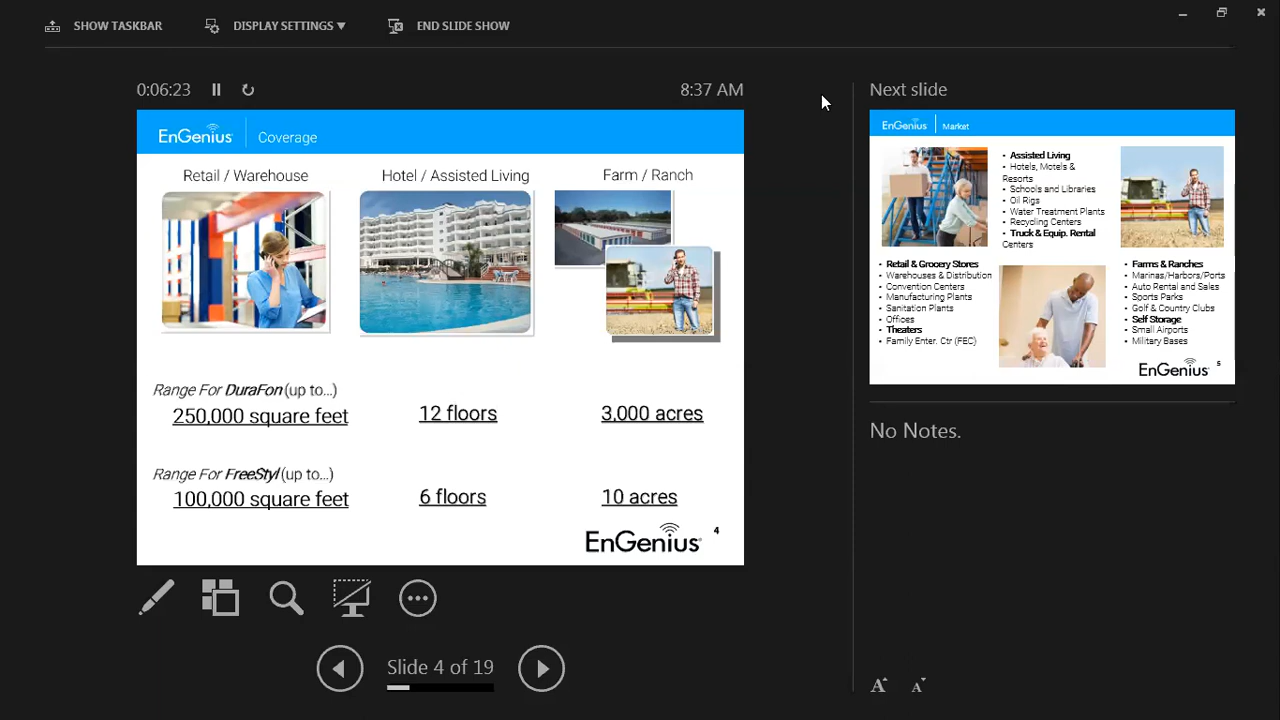 SHOW TASKBAR
DISPLAY SETTINGS ▼
END SLIDE SHOW
0:06:23
8:37 AM
EnGenius
Coverage
Retail / Warehouse
Hotel / Assisted Living
Farm / Ranch
Range For DuraFon (up to...)
250,000 square feet
12 floors
3,000 acres
Range For FreeStyl (up to...)
100,000 square feet
6 floors
10 acres
EnGenius
4
Slide 4 of 19
Next slide
EnGenius
Market
• Assisted Living
• Hotels, Motels &
Resorts
• Schools and Libraries
• Oil Rigs
• Water Treatment Plants
• Recycling Centers
• Truck & Equip. Rental
Centers
• Retail & Grocery Stores
• Warehouses & Distribution
• Convention Centers
• Manufacturing Plants
• Sanitation Plants
• Offices
• Theaters
• Family Enter. Ctr (FEC)
• Farms & Ranches
• Marinas/Harbors/Ports
• Auto Rental and Sales
• Sports Parks
• Golf & Country Clubs
• Self Storage
• Small Airports
• Military Bases
EnGenius
5
No Notes.
A A